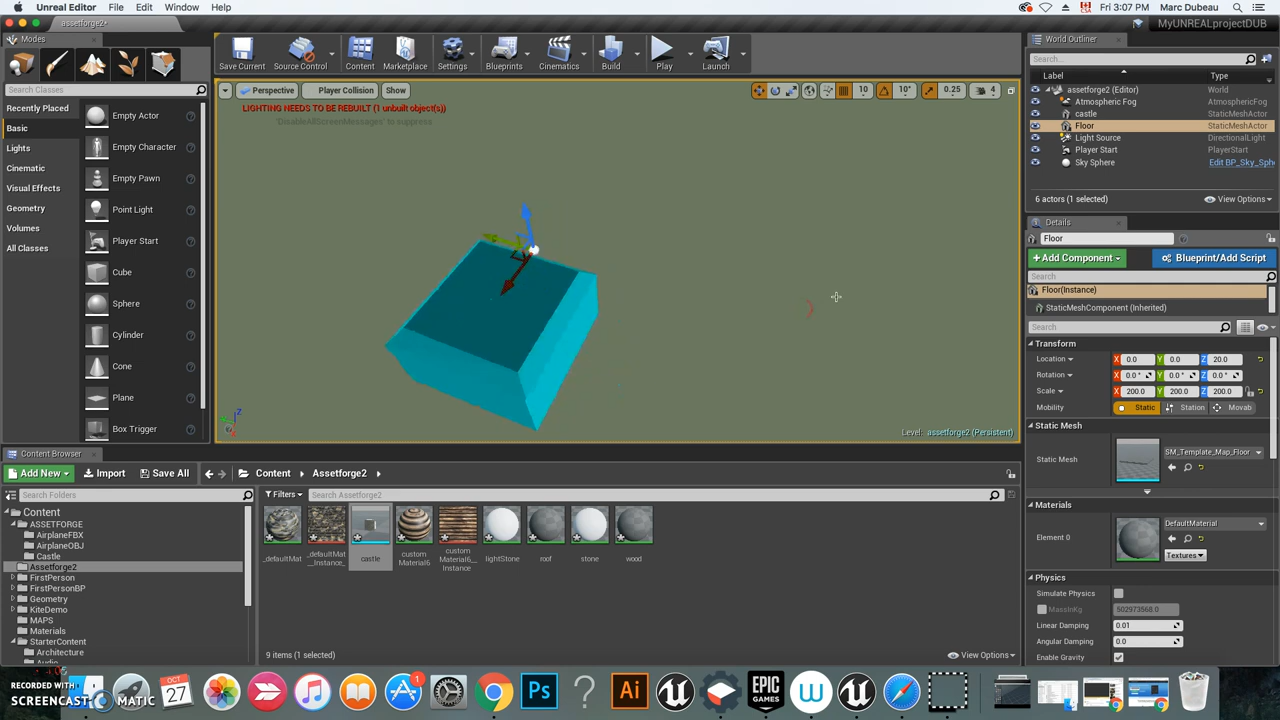 Unreal Editor File Edit Window Help
Fri 3:07 PM Marc Dubeau
assetforge2*
MyUNREALprojectDUB
Modes
Search Classes
Recently Placed
Basic
Lights
Cinematic
Visual Effects
Geometry
Volumes
All Classes
Empty Actor
Empty Character
Empty Pawn
Point Light
Player Start
Cube
Sphere
Cylinder
Cone
Plane
Box Trigger
Save Current Source Control Content Marketplace Settings Blueprints Cinematics Build Play Launch
Perspective Player Collision Show
10 10° 0.25 4
LIGHTING NEEDS TO BE REBUILT (1 unbuilt object(s))
'DisableAllScreenMessages' to suppress
Level: assetforge2 (Persistent)
World Outliner
Search...
Label Type
assetforge2 (Editor) World
Atmospheric Fog AtmosphericFog
castle StaticMeshActor
Floor StaticMeshActor
Light Source DirectionalLight
Player Start PlayerStart
Sky Sphere Edit BP_Sky_Sph
6 actors (1 selected) View Options
Details
Floor
+Add Component Blueprint/Add Script
Search
Floor(Instance)
StaticMeshComponent (Inherited)
Search
Transform
Location X 0.0 Y 0.0 Z 20.0
Rotation X 0.0 ° Y 0.0 ° Z 0.0 °
Scale X 200.0 Y 200.0 Z 200.0
Mobility Static Station Movab
Static Mesh
Static Mesh SM_Template_Map_Floor
Materials
Element 0 DefaultMaterial
Textures
Physics
Simulate Physics
MassInKg 502973568.0
Linear Damping 0.01
Angular Damping 0.0
Enable Gravity
Content Browser
Add New Import Save All Content Assetforge2
Search Folders
Filters Search Assetforge2
Content
ASSETFORGE
AirplaneFBX
AirplaneOBJ
Castle
Assetforge2
FirstPerson
FirstPersonBP
Geometry
KiteDemo
MAPS
Materials
StarterContent
Architecture
Audio
_defaultMat
_defaultMat
_Instance_
castle
custom
Material6
custom
Material6_
Instance
lightStone
roof
stone
wood
9 items (1 selected) View Options
RECORDED WITH
SCREENCAST MATIC
OCT
27
1
Ps
?
Ai
EPIC
GAMES
W